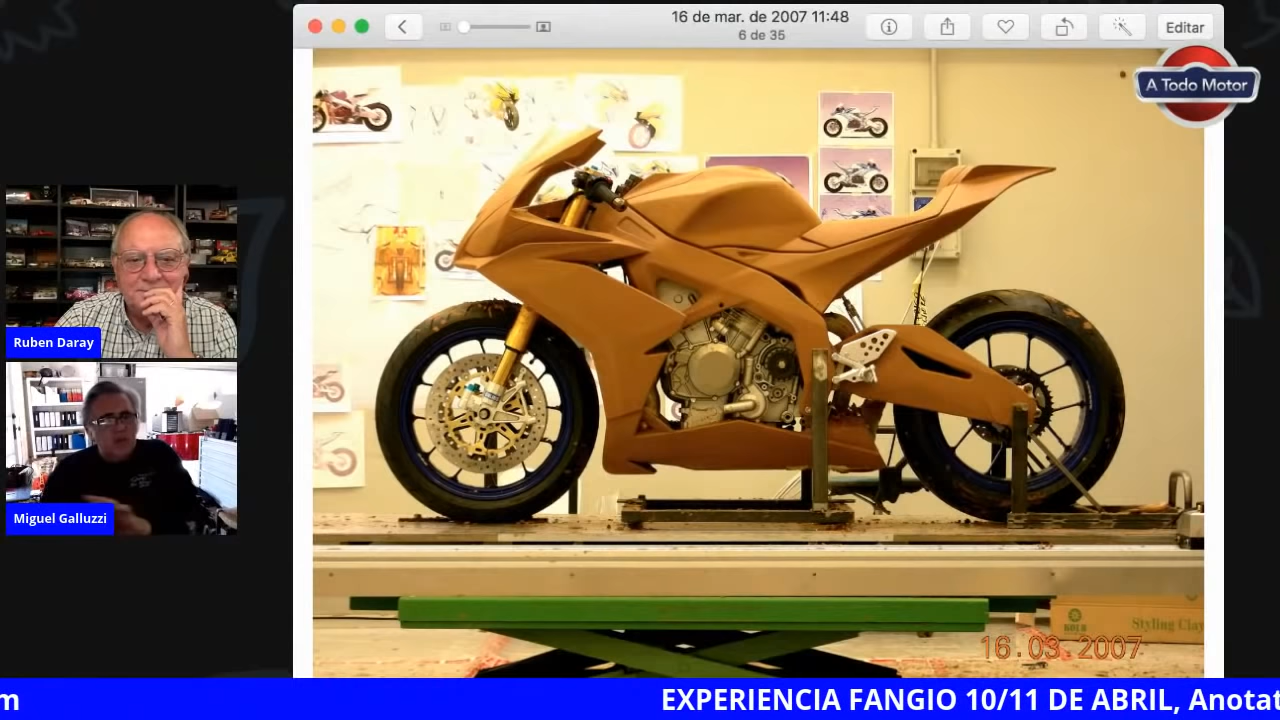 16 de mar. de 2007 11:48
6 de 35
Editar
A Todo Motor
Ruben Daray
Miguel Galluzzi
Styling Clay
16.03.2007
m
EXPERIENCIA FANGIO 10/11 DE ABRIL, Anotat